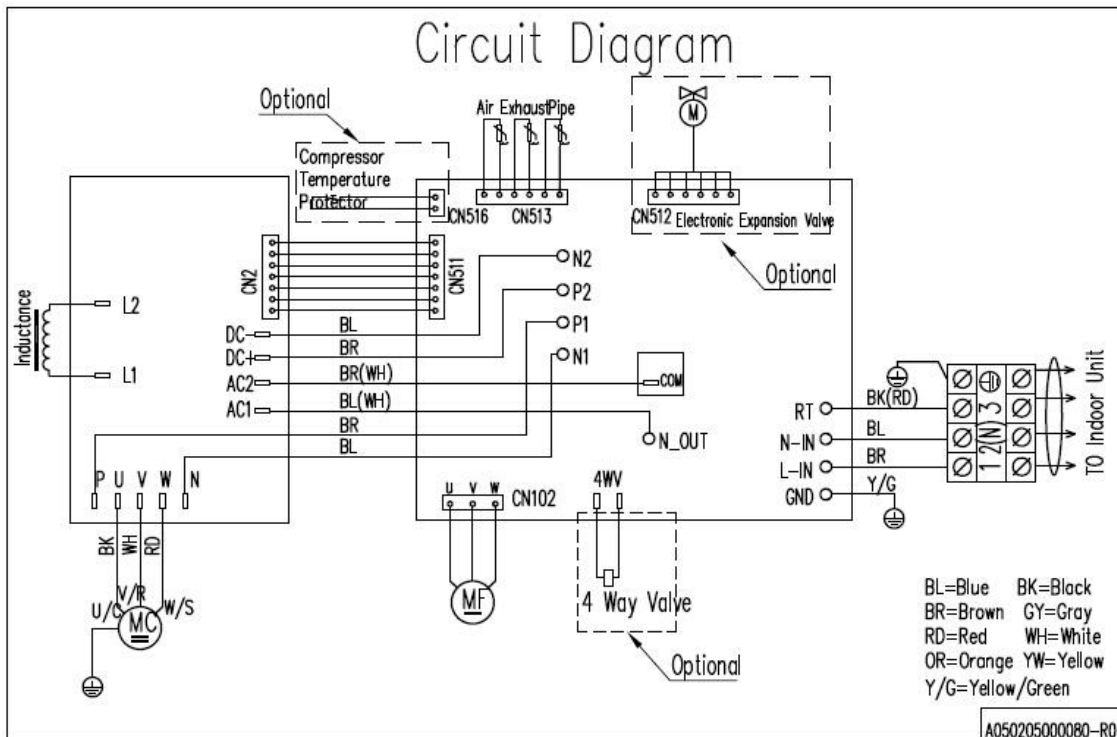 Circuit Diagram
Optional
Air Exhaust Pipe
M
Compressor
Temperature
Protector
CN516
CN513
CN512
Electronic Expansion Valve
Optional
CN2
CN511
N2
P2
P1
N1
Inductance
L2
L1
DC-
BL
DC+
BR
AC2
BR(WH)
COM
AC1
BL(WH)
BR
N_OUT
BL
RT
BK(RD)
N-IN
BL
L-IN
BR
GND
Y/G
1 2(N) 3
TO Indoor Unit
P U V W N
U V W
CN102
4WV
BK
WH
RD
V/R
U/C
W/S
MC
MF
4 Way Valve
Optional
BL=Blue BK=Black
BR=Brown GY=Gray
RD=Red WH=White
OR=Orange YW=Yellow
Y/G=Yellow/Green
A050205000080-R0